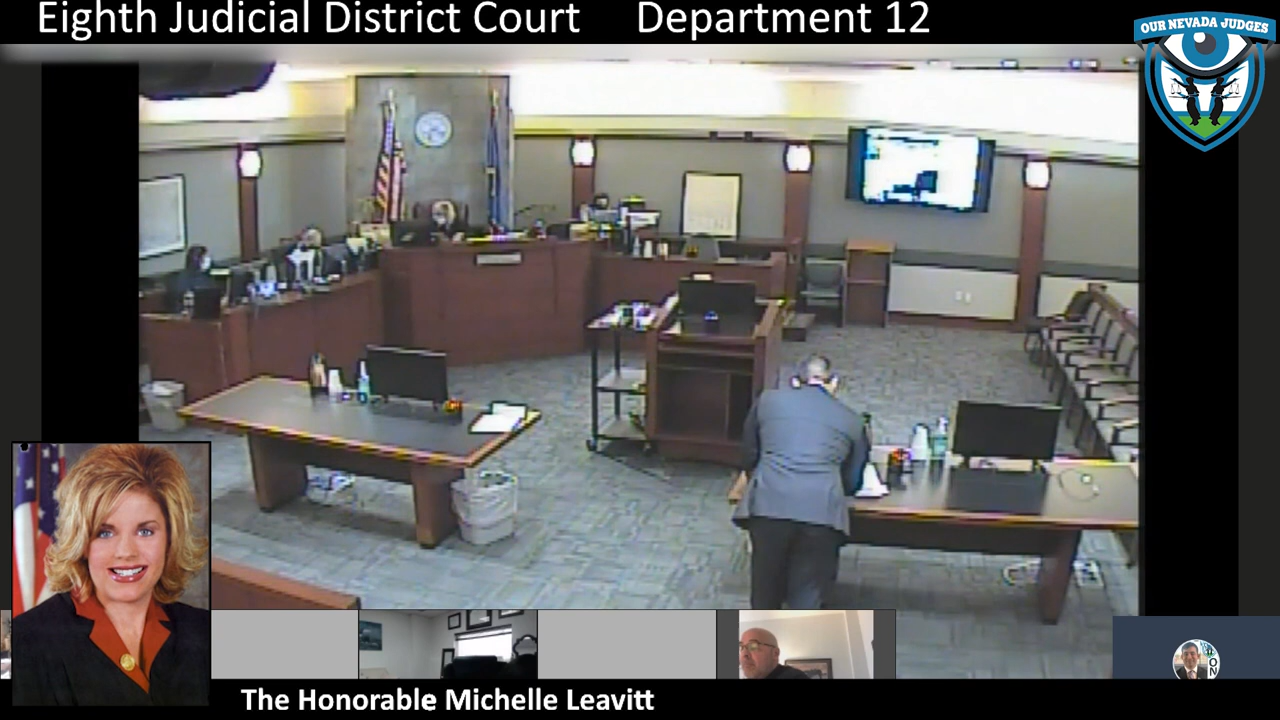 Eighth Judicial District Court Department 12
OUR NEVADA JUDGES
The Honorable Michelle Leavitt